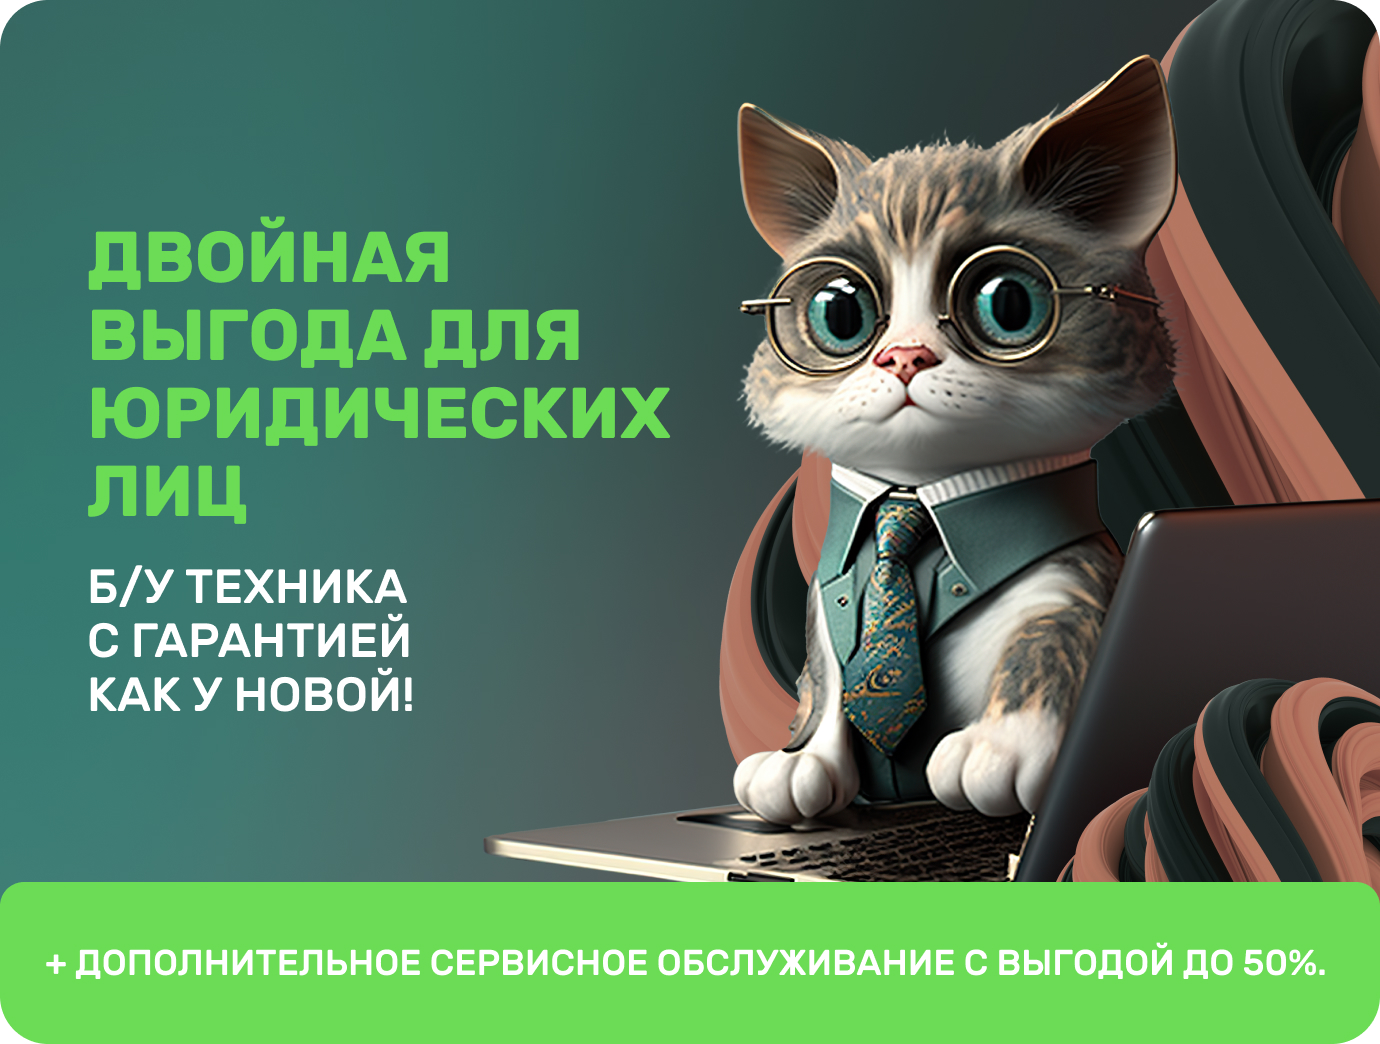 ДВОЙНАЯ
ВЫГОДА ДЛЯ
ЮРИДИЧЕСКИХ
ЛИЦ
Б/У ТЕХНИКА
С ГАРАНТИЕЙ
КАК У НОВОЙ!
+ ДОПОЛНИТЕЛЬНОЕ СЕРВИСНОЕ ОБСЛУЖИВАНИЕ С ВЫГОДОЙ ДО 50%.